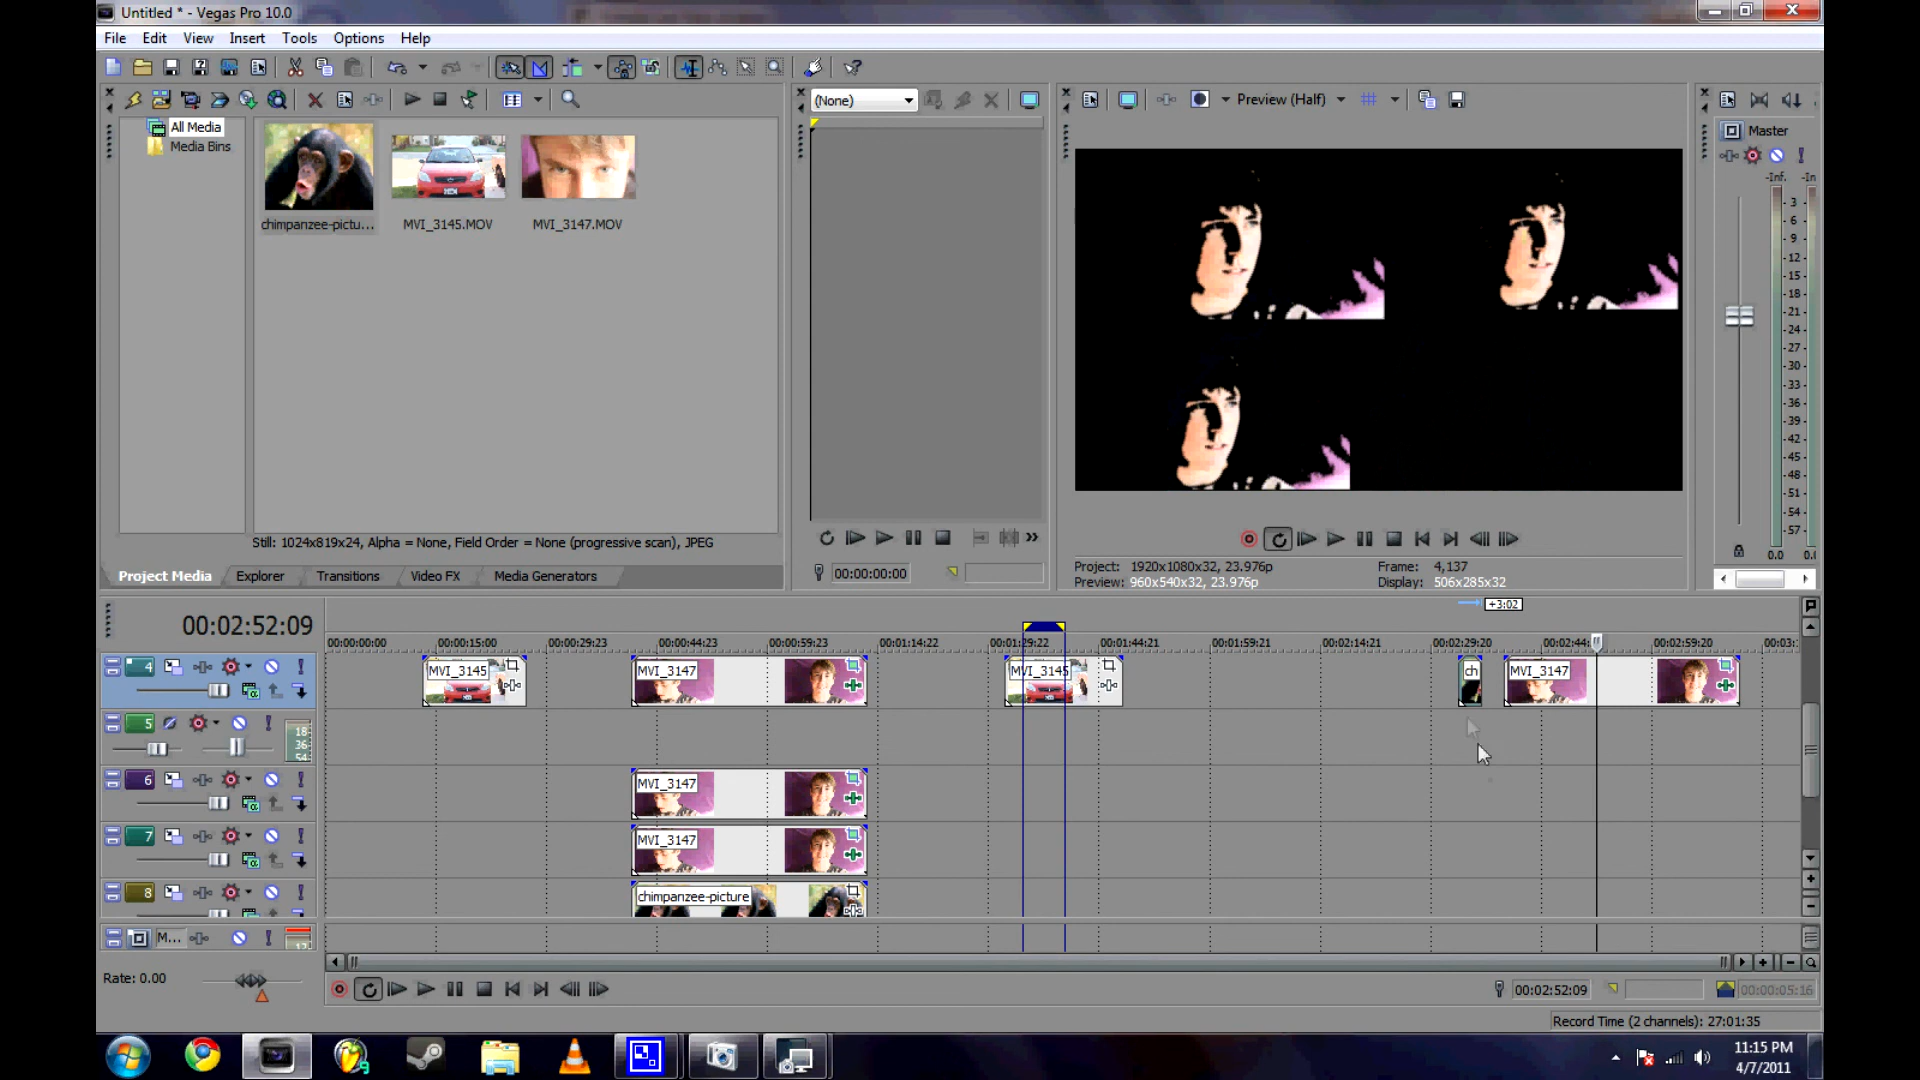 Untitled * - Vegas Pro 10.0
File Edit View Insert Tools Options Help
(None)
Preview (Half)
All Media
Media Bins
chimpanzee-pictu...
MVI_3145.MOV
MVI_3147.MOV
Master
-Inf.
- 3 -
- 6 -
- 9 -
-12-
-15-
-18-
-21-
-24-
-27-
-30-
-33-
-36-
-39-
-42-
-45-
-48-
-51-
-54-
-57-
0.0
Still: 1024x819x24, Alpha = None, Field Order = None (progressive scan), JPEG
Project Media Explorer Transitions Video FX Media Generators
00:00:00:00
Project: 1920x1080x32, 23.976p
Preview: 960x540x32, 23.976p
Frame: 4,137
Display: 506x285x32
00:02:52:09
+3:02
00:00:00:00 00:00:15:00 00:00:29:23 00:00:44:23 00:00:59:23 00:01:14:22 00:01:29:22 00:01:44:21 00:01:59:21 00:02:14:21 00:02:29:20 00:02:44: 00:02:59:20 00:03:
4
MVI_3145 MVI_3147 MVI_3145 ch MVI_3147
5
18
36
54
6
MVI_3147
7
MVI_3147
8
chimpanzee-picture
M...
12
Rate: 0.00
00:02:52:09
00:00:05:16
Record Time (2 channels): 27:01:35
11:15 PM
4/7/2011